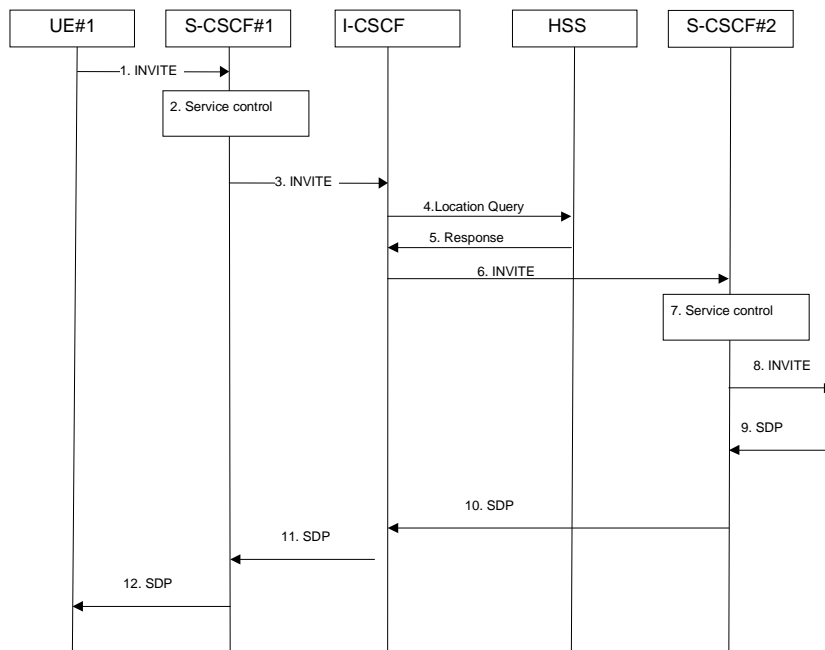 UE#1
S-CSCF#1
I-CSCF
HSS
S-CSCF#2
1. INVITE
2. Service control
3. INVITE
4.Location Query
5. Response
6. INVITE
7. Service control
8. INVITE
9. SDP
10. SDP
11. SDP
12. SDP